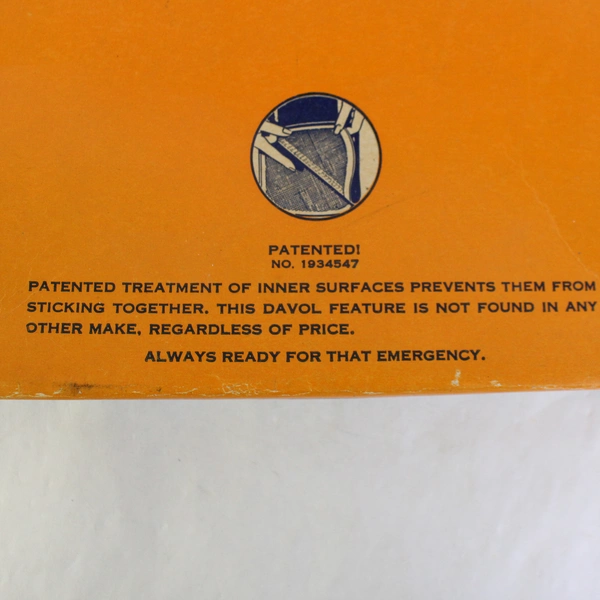 PATENTED!
NO. 1934547
PATENTED TREATMENT OF INNER SURFACES PREVENTS THEM FROM
STICKING TOGETHER. THIS DAVOL FEATURE IS NOT FOUND IN ANY
OTHER MAKE, REGARDLESS OF PRICE.
ALWAYS READY FOR THAT EMERGENCY.